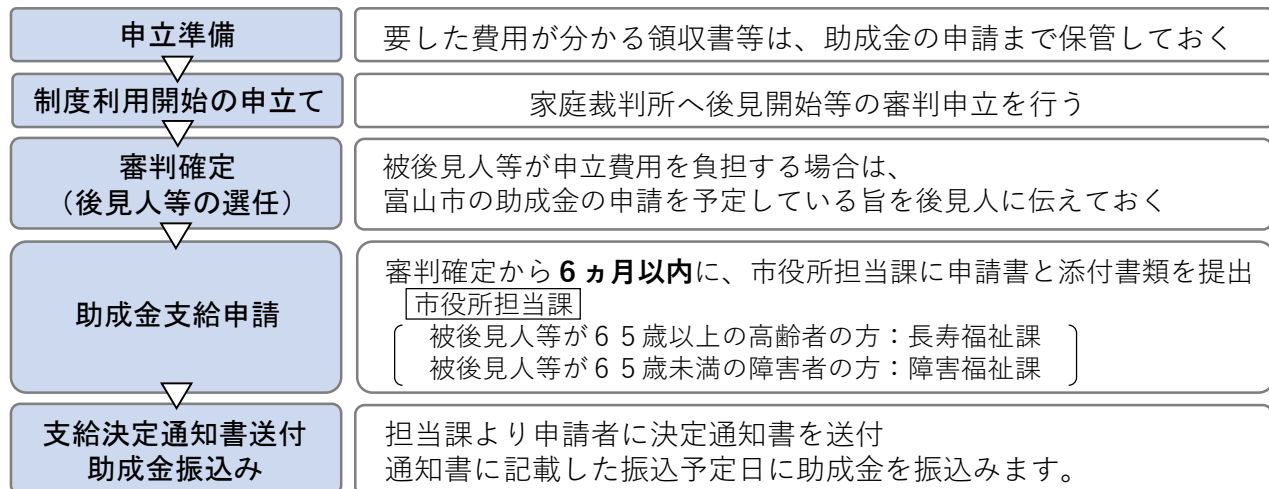 申立準備
要した費用が分かる領収書等は、助成金の申請まで保管しておく
制度利用開始の申立て
家庭裁判所へ後見開始等の審判申立を行う
審判確定
（後見人等の選任）
被後見人等が申立費用を負担する場合は、
富山市の助成金の申請を予定している旨を後見人に伝えておく
助成金支給申請
審判確定から６ヵ月以内に、市役所担当課に申請書と添付書類を提出
市役所担当課
被後見人等が６５歳以上の高齢者の方：長寿福祉課
被後見人等が６５歳未満の障害者の方：障害福祉課
支給決定通知書送付
助成金振込み
担当課より申請者に決定通知書を送付
通知書に記載した振込予定日に助成金を振込みます。